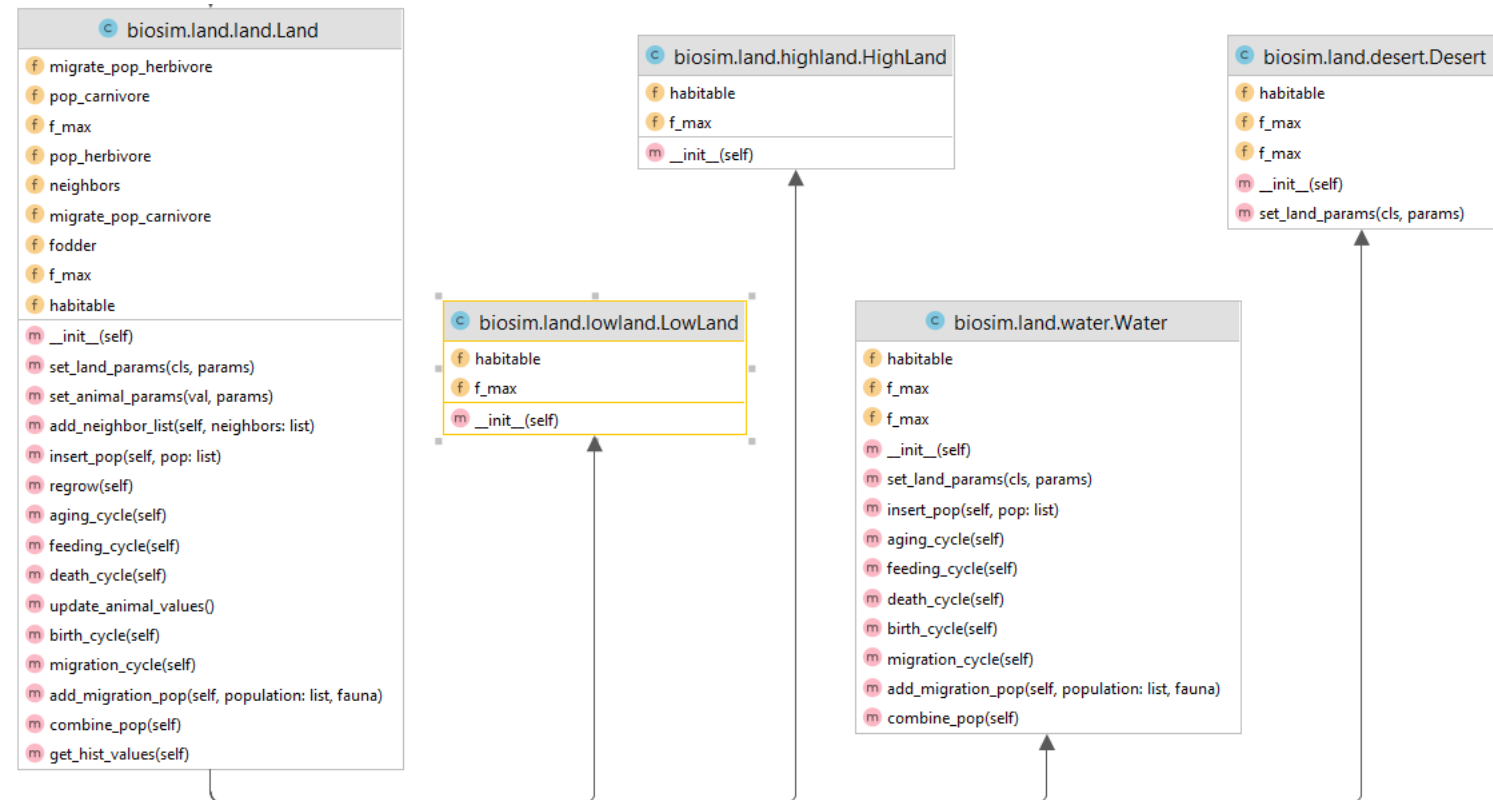 biosim.land.land.Land
migrate_pop_herbivore
pop_carnivore
f_max
pop_herbivore
neighbors
migrate_pop_carnivore
fodder
f_max
habitable
__init__(self)
set_land_params(cls, params)
set_animal_params(val, params)
add_neighbor_list(self, neighbors: list)
insert_pop(self, pop: list)
regrow(self)
aging_cycle(self)
feeding_cycle(self)
death_cycle(self)
update_animal_values()
birth_cycle(self)
migration_cycle(self)
add_migration_pop(self, population: list, fauna)
combine_pop(self)
get_hist_values(self)
biosim.land.lowland.LowLand
habitable
f_max
__init__(self)
biosim.land.highland.HighLand
habitable
f_max
__init__(self)
biosim.land.water.Water
habitable
f_max
f_max
__init__(self)
set_land_params(cls, params)
insert_pop(self, pop: list)
aging_cycle(self)
feeding_cycle(self)
death_cycle(self)
birth_cycle(self)
migration_cycle(self)
add_migration_pop(self, population: list, fauna)
combine_pop(self)
biosim.land.desert.Desert
habitable
f_max
f_max
__init__(self)
set_land_params(cls, params)